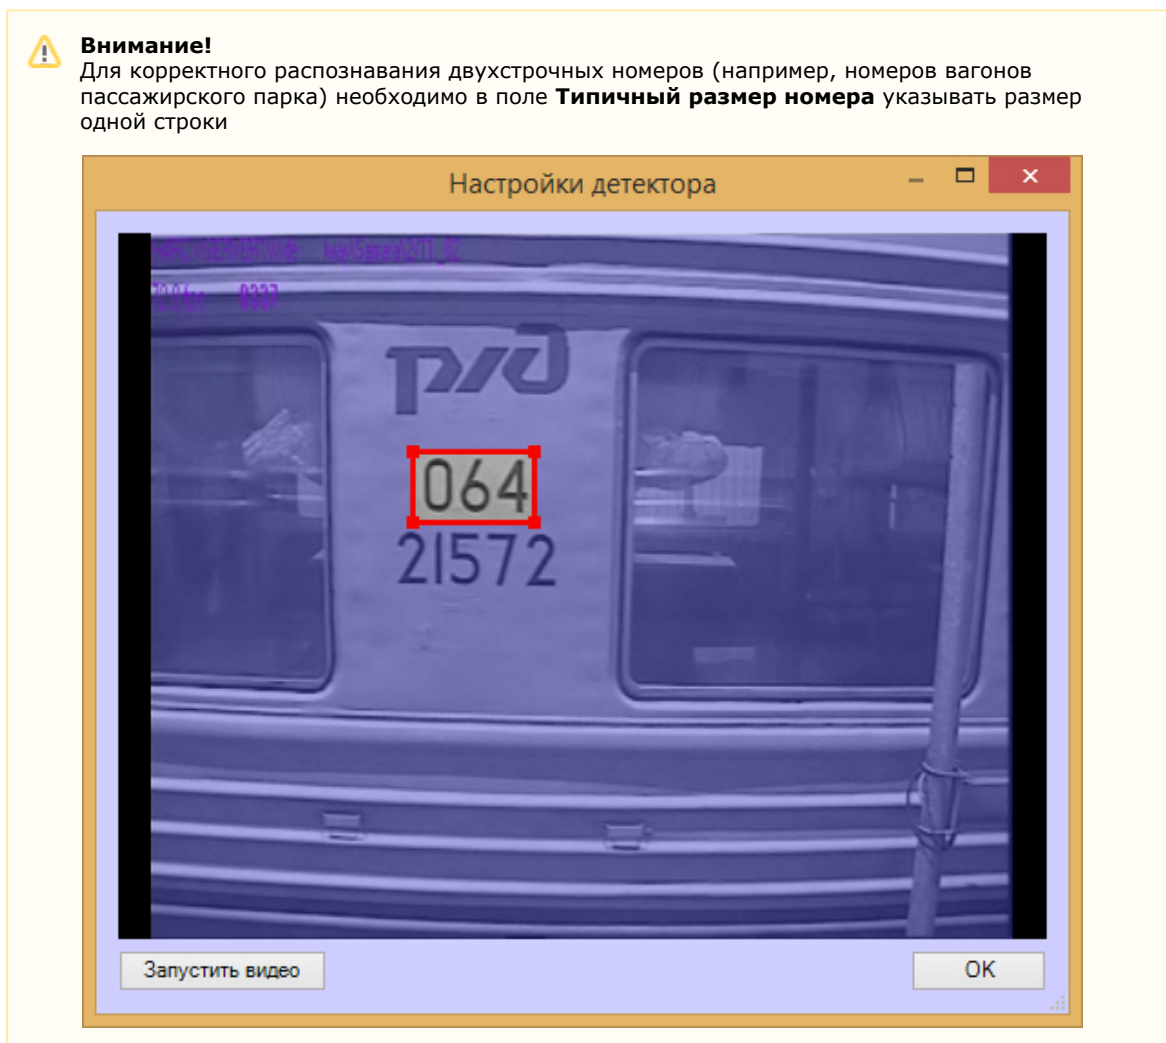 Внимание!
Для корректного распознавания двухстрочных номеров (например, номеров вагонов
пассажирского парка) необходимо в поле Типичный размер номера указывать размер
одной строки
Настройки детектора
0337
ржд
064
21572
Запустить видео
OK